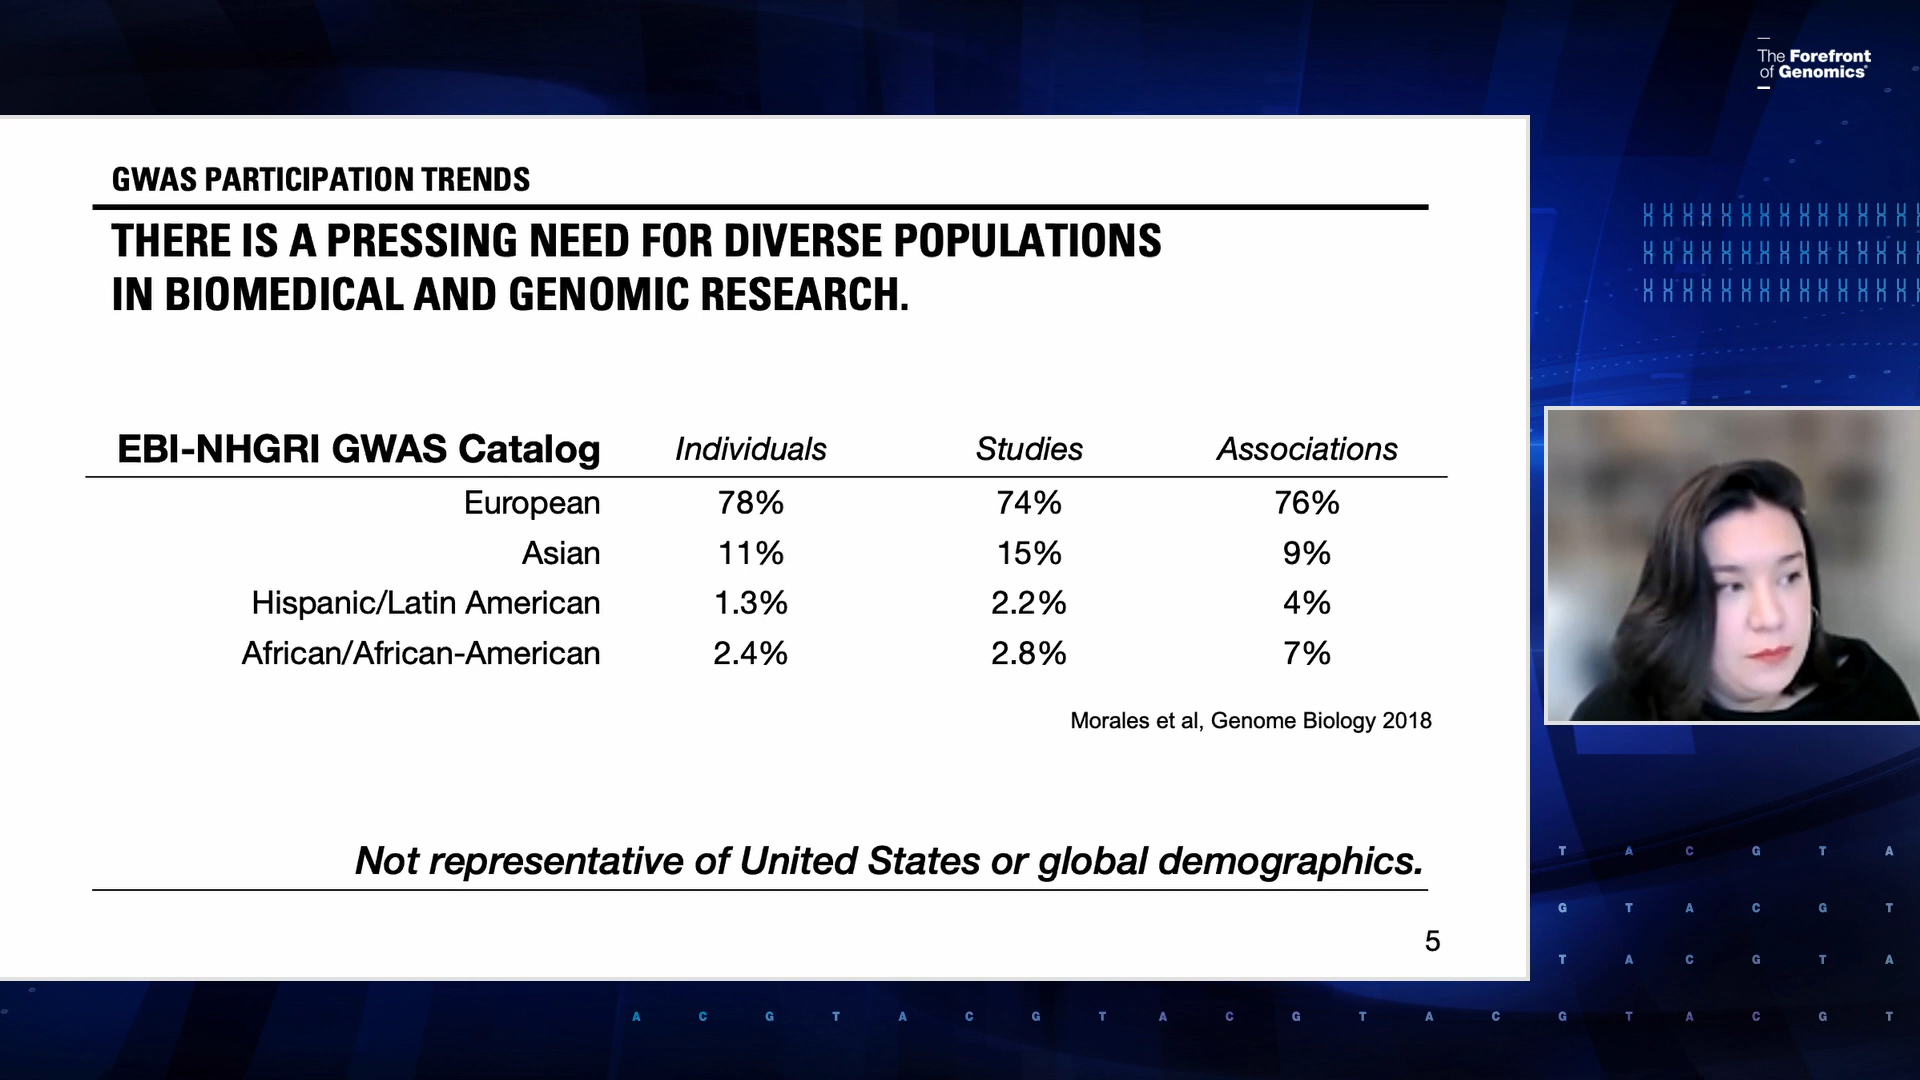 The Forefront
of Genomics®
GWAS PARTICIPATION TRENDS
THERE IS A PRESSING NEED FOR DIVERSE POPULATIONS
IN BIOMEDICAL AND GENOMIC RESEARCH.
EBI-NHGRI GWAS Catalog Individuals Studies Associations
European 78% 74% 76%
Asian 11% 15% 9%
Hispanic/Latin American 1.3% 2.2% 4%
African/African-American 2.4% 2.8% 7%
Morales et al, Genome Biology 2018
Not representative of United States or global demographics.
5
T A C G T A
G T A C G T
T A C G T A
A C G T A C G T A C G T A C G T A C G T